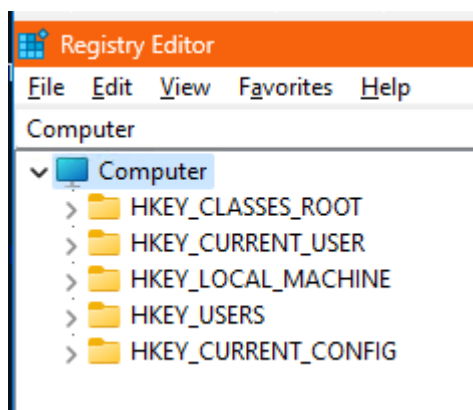 Registry Editor
File Edit View Favorites Help
Computer
Computer
HKEY_CLASSES_ROOT
HKEY_CURRENT_USER
HKEY_LOCAL_MACHINE
HKEY_USERS
HKEY_CURRENT_CONFIG